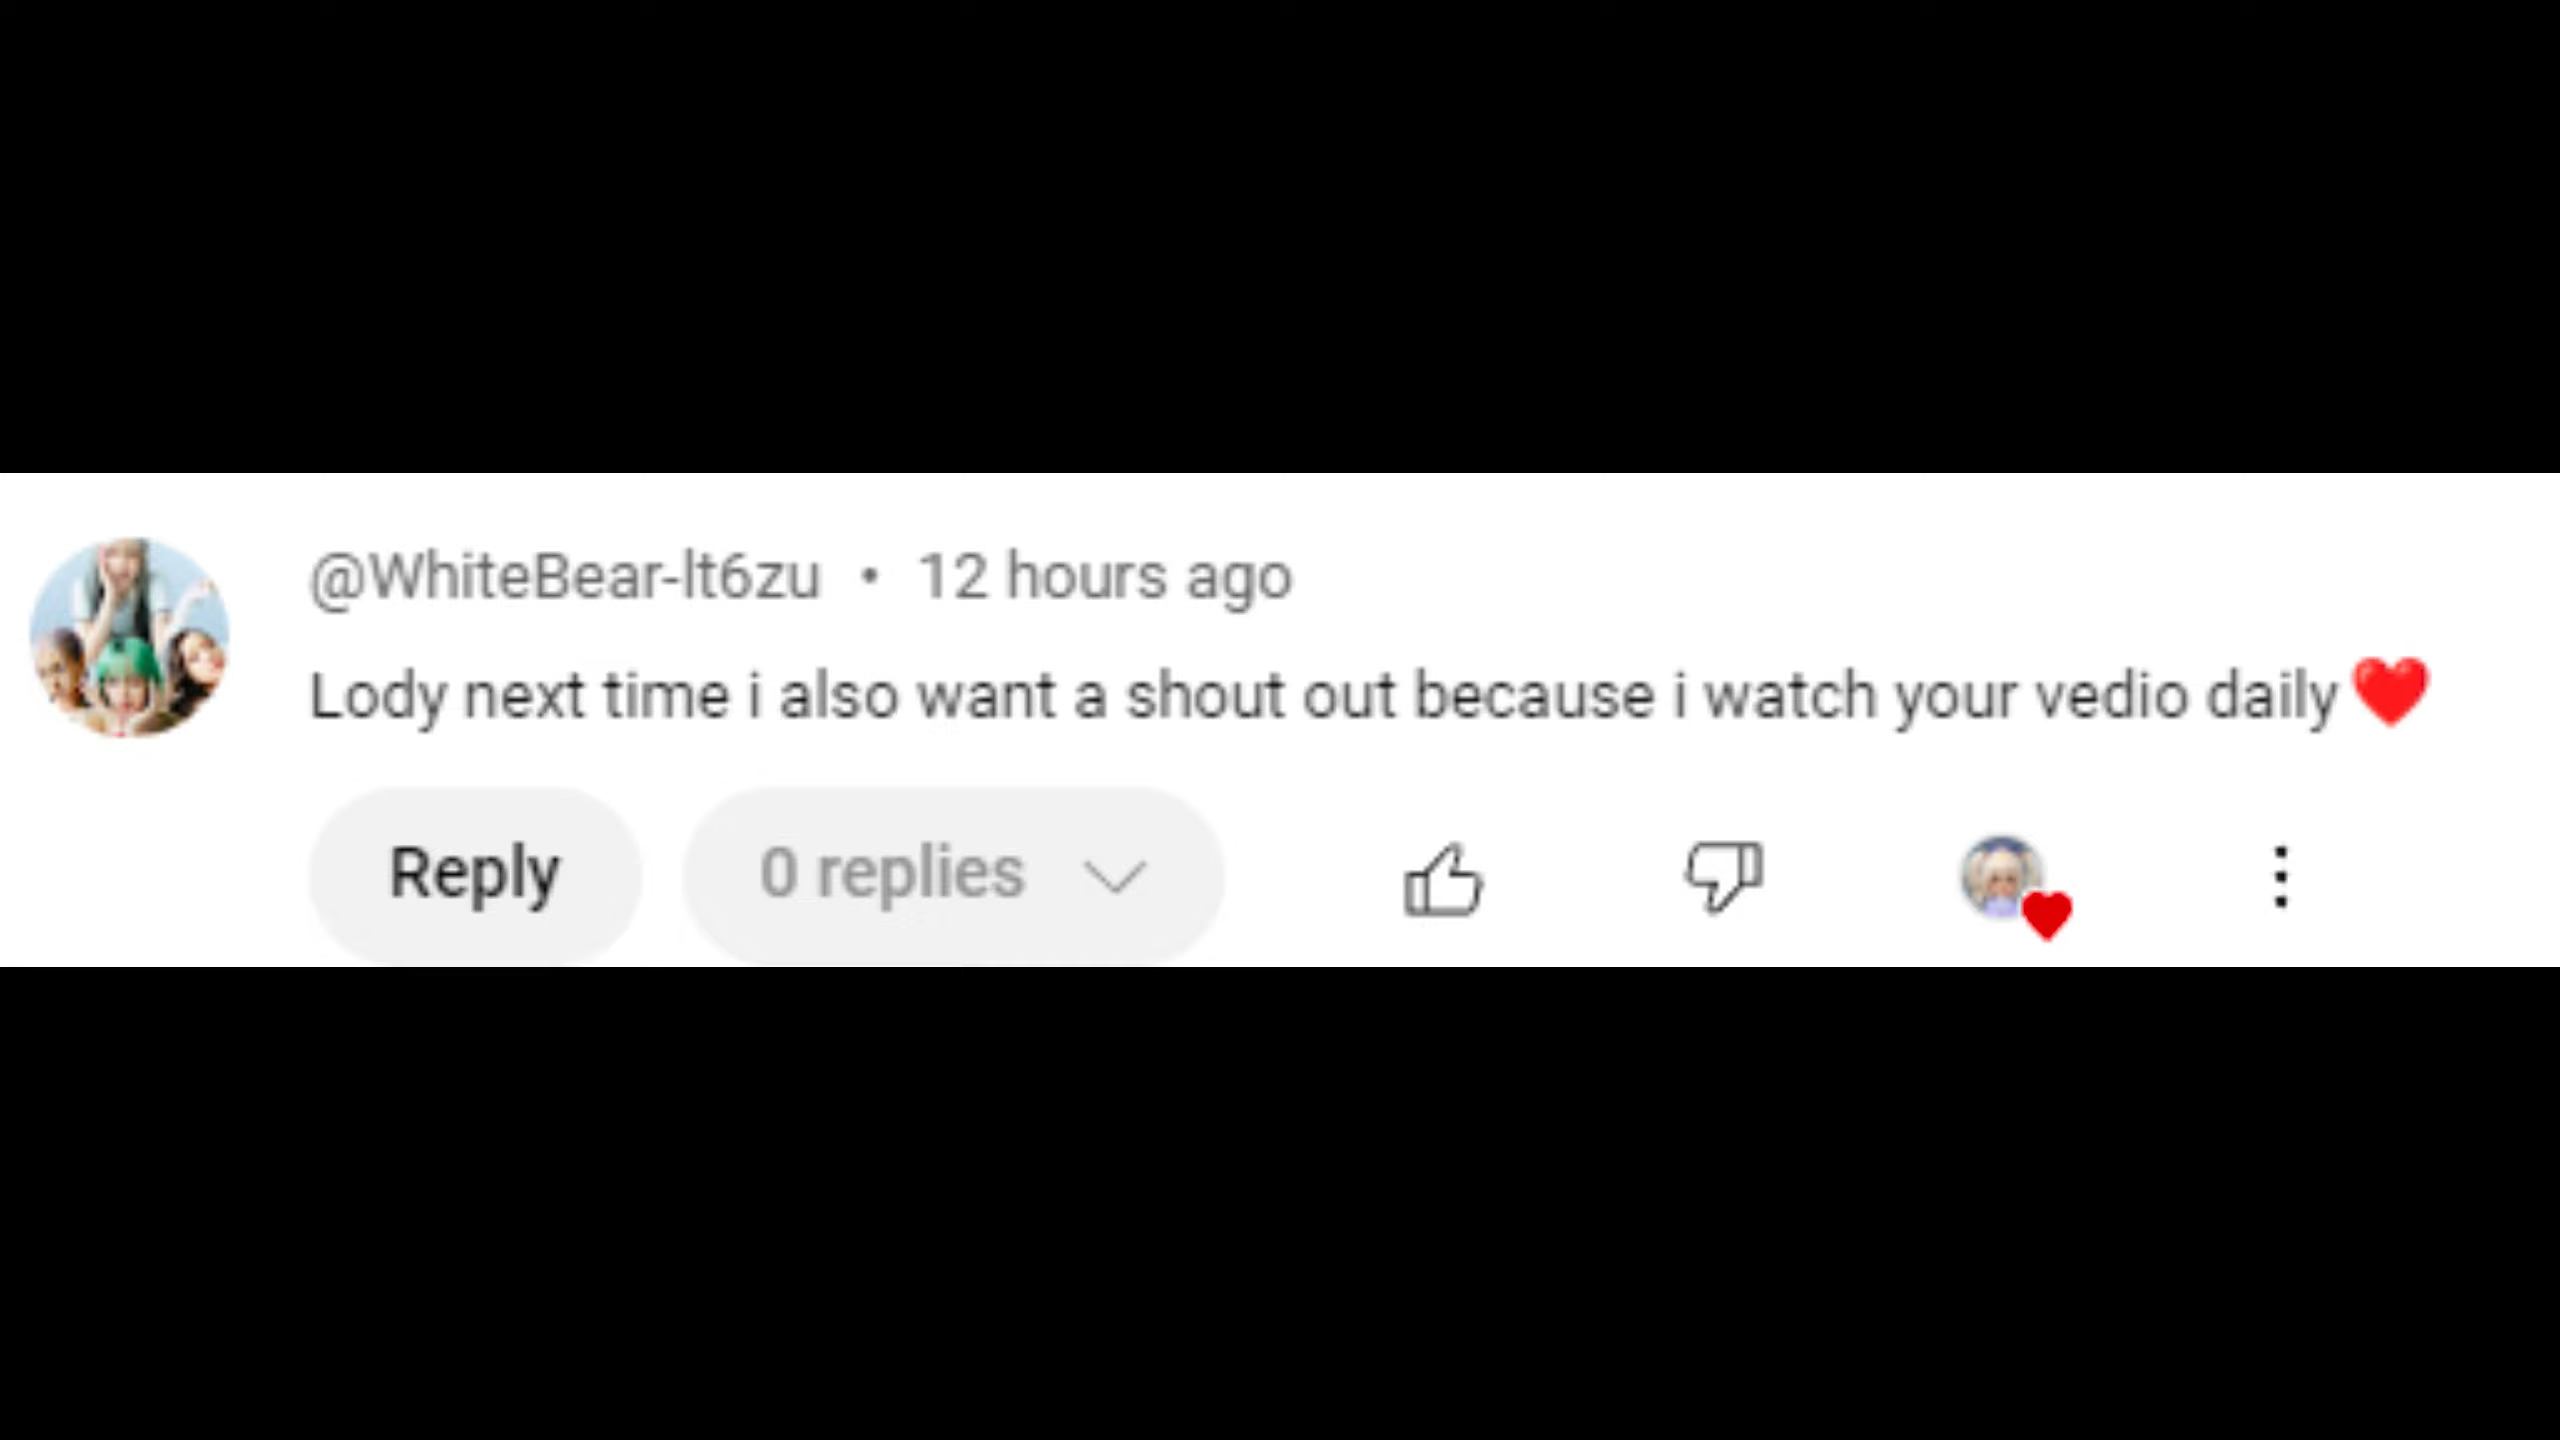 @WhiteBear-lt6zu • 12 hours ago
Lody next time i also want a shout out because i watch your vedio daily❤️
Reply 0 replies